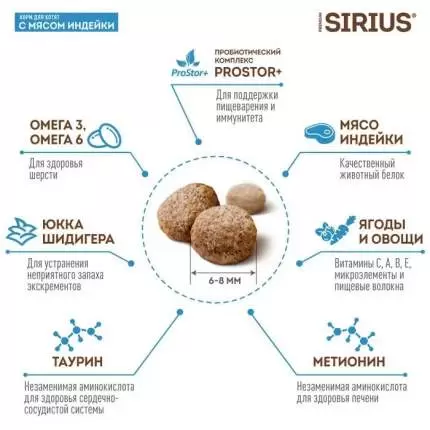 КОРМ ДЛЯ КОТЯТ
С МЯСОМ ИНДЕЙКИ
PREMIUM
SIRIUS®
ProStor+
ПРОБИОТИЧЕСКИЙ
КОМПЛЕКС
PROSTOR+
Для поддержки
пищеварения и
иммунитета
ОМЕГА 3,
ОМЕГА 6
Для здоровья
шерсти
МЯСО
ИНДЕЙКИ
Качественный
животный белок
ЮККА
ШИДИГЕРА
Для устранения
неприятного запаха
экскрементов
ЯГОДЫ
И ОВОЩИ
Витамины С, А, В, Е,
микроэлементы и
пищевые волокна
6-8 ММ
ТАУРИН
Незаменимая аминокислота
для здоровья сердечно-
сосудистой системы
МЕТИОНИН
Незаменимая аминокислота
для здоровья печени